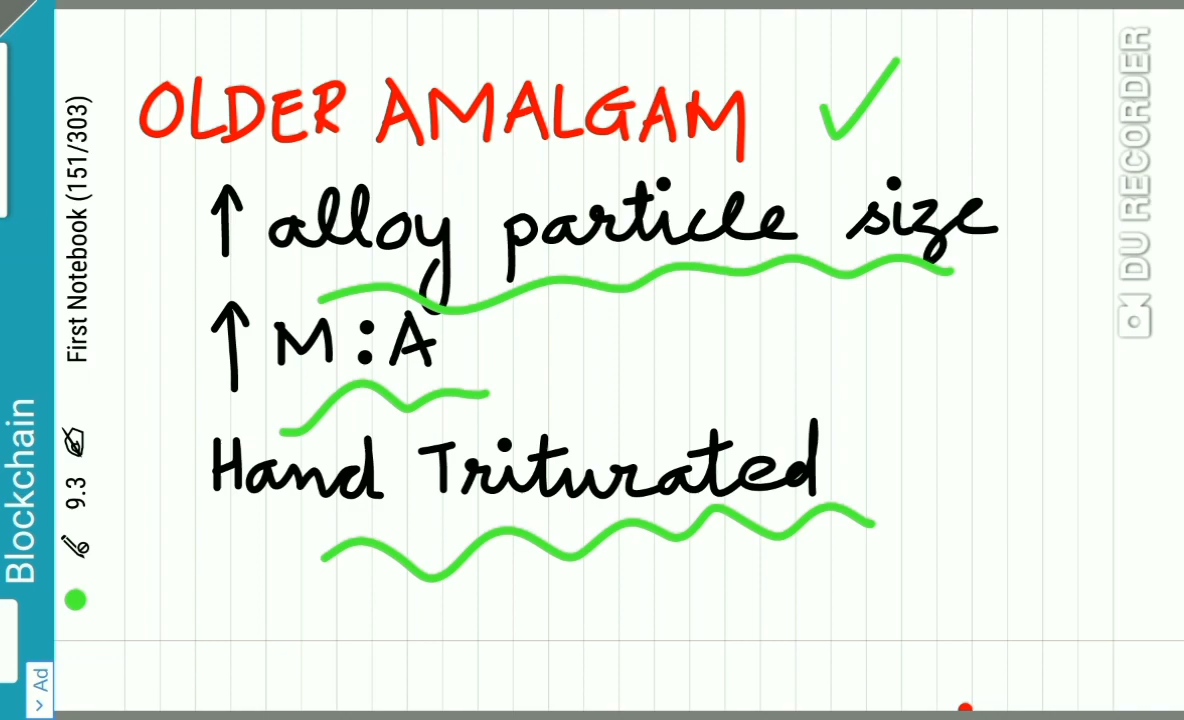 OLDER AMALGAM
↑ alloy particle size
↑ M:A
Hand Triturated
First Notebook (151/303)
9.3
Blockchain
Ad
DU RECORDER